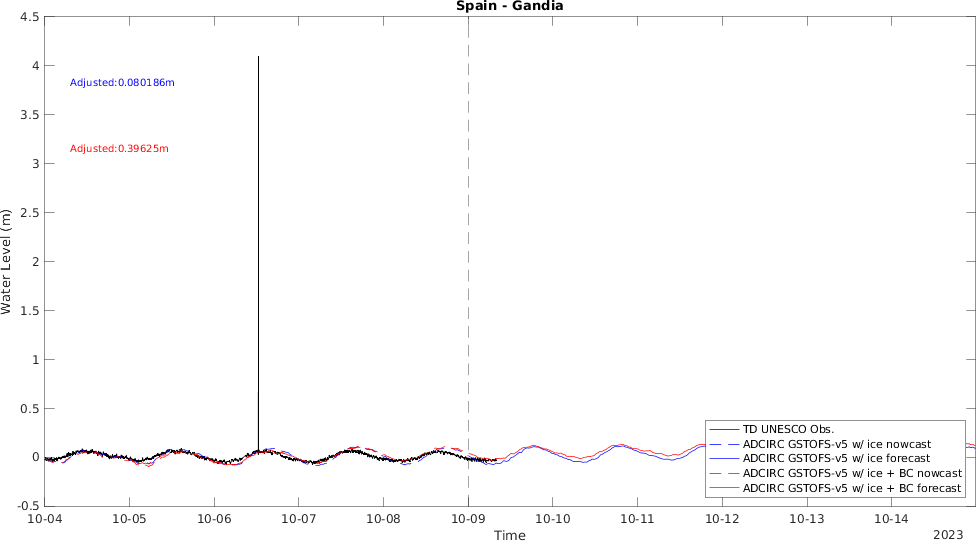 Spain - Gandia
4.5
4
3.5
3
2.5
2
1.5
1
0.5
0
-0.5
Water Level (m)
Adjusted:0.080186m
Adjusted:0.39625m
TD UNESCO Obs.
ADCIRC GSTOFS-v5 w/ ice nowcast
ADCIRC GSTOFS-v5 w/ ice forecast
ADCIRC GSTOFS-v5 w/ ice + BC nowcast
ADCIRC GSTOFS-v5 w/ ice + BC forecast
10-04 10-05 10-06 10-07 10-08 10-09 10-10 10-11 10-12 10-13 10-14
Time
2023